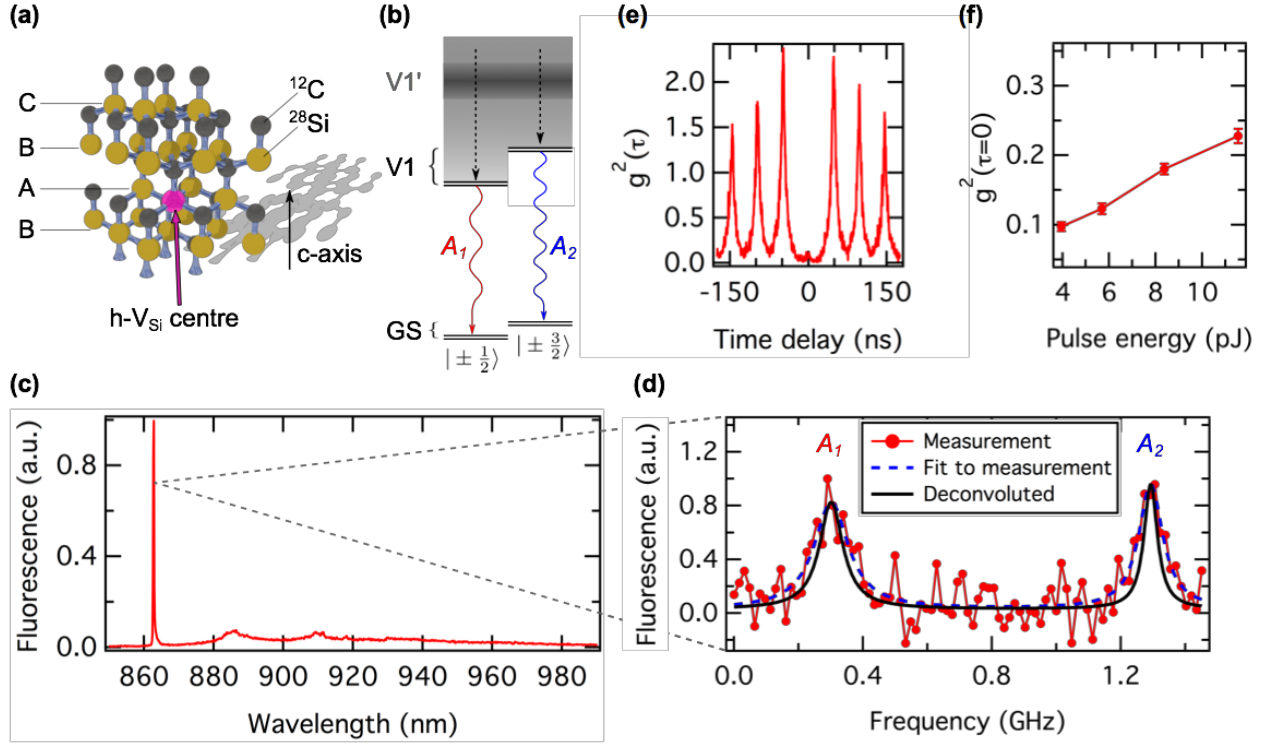 (a)
C
B
A
B
¹²C
²⁸Si
c-axis
h-V_Si centre
(b)
V1'
V1
A₁
A₂
GS
|± 1/2⟩
|± 3/2⟩
(e)
g²(τ)
2.0
1.5
1.0
0.5
0.0
-150
0
150
Time delay (ns)
(f)
g²(τ=0)
0.3
0.2
0.1
4
6
8
10
Pulse energy (pJ)
(c)
Fluorescence (a.u.)
0.8
0.4
0.0
860
880
900
920
940
960
980
Wavelength (nm)
(d)
Fluorescence (a.u.)
1.2
0.8
0.4
0.0
A₁
A₂
Measurement
Fit to measurement
Deconvoluted
0.0
0.4
0.8
1.2
Frequency (GHz)